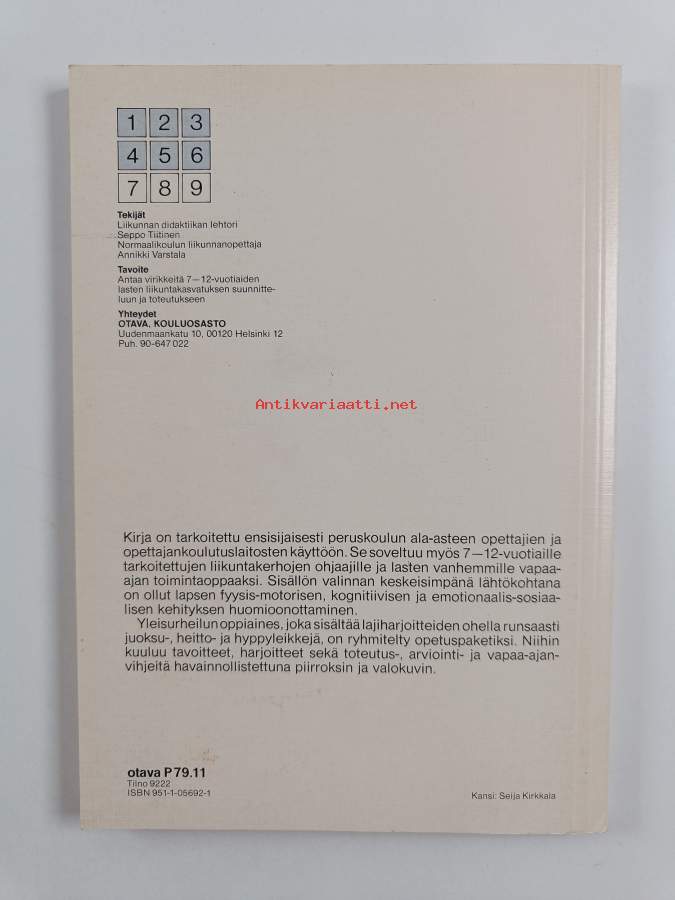 1 2 3
4 5 6
7 8 9
Tekijät
Liikunnan didaktiikan lehtori
Seppo Tiitinen
Normaalikoulun liikunnanopettaja
Annikki Varstala
Tavoite
Antaa virikkeitä 7—12-vuotiaiden
lasten liikuntakasvatuksen suunnitte-
luun ja toteutukseen
Yhteydet
OTAVA, KOULUOSASTO
Uudenmaankatu 10, 00120 Helsinki 12
Puh. 90-647 022
Antikvariaatti.net
Kirja on tarkoitettu ensisijaisesti peruskoulun ala-asteen opettajien ja
opettajankoulutuslaitosten käyttöön. Se soveltuu myös 7—12-vuotiaille
tarkoitettujen liikuntakerhojen ohjaajille ja lasten vanhemmille vapaa-
ajan toimintaoppaaksi. Sisällön valinnan keskeisimpänä lähtökohtana
on ollut lapsen fyysis-motorisen, kognitiivisen ja emotionaalis-sosiaa-
lisen kehityksen huomioonottaminen.
Yleisurheilun oppiaines, joka sisältää lajiharjoitteiden ohella runsaasti
juoksu-, heitto- ja hyppyleikkejä, on ryhmitelty opetuspaketiksi. Niihin
kuuluu tavoitteet, harjoitteet sekä toteutus-, arviointi- ja vapaa-ajan-
vihjeitä havainnollistettuna piirroksin ja valokuvin.
otava P 79.11
Tilno 9222
ISBN 951-1-05692-1
Kansi: Seija Kirkkala